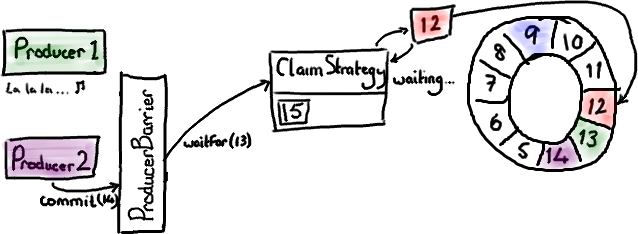 Producer 1
La la la... ♫
Producer 2
commit(14)
ProducerBarrier
waitFor(13)
ClaimStrategy
15
12
waiting...
9
10
11
12
13
14
5
6
7
8